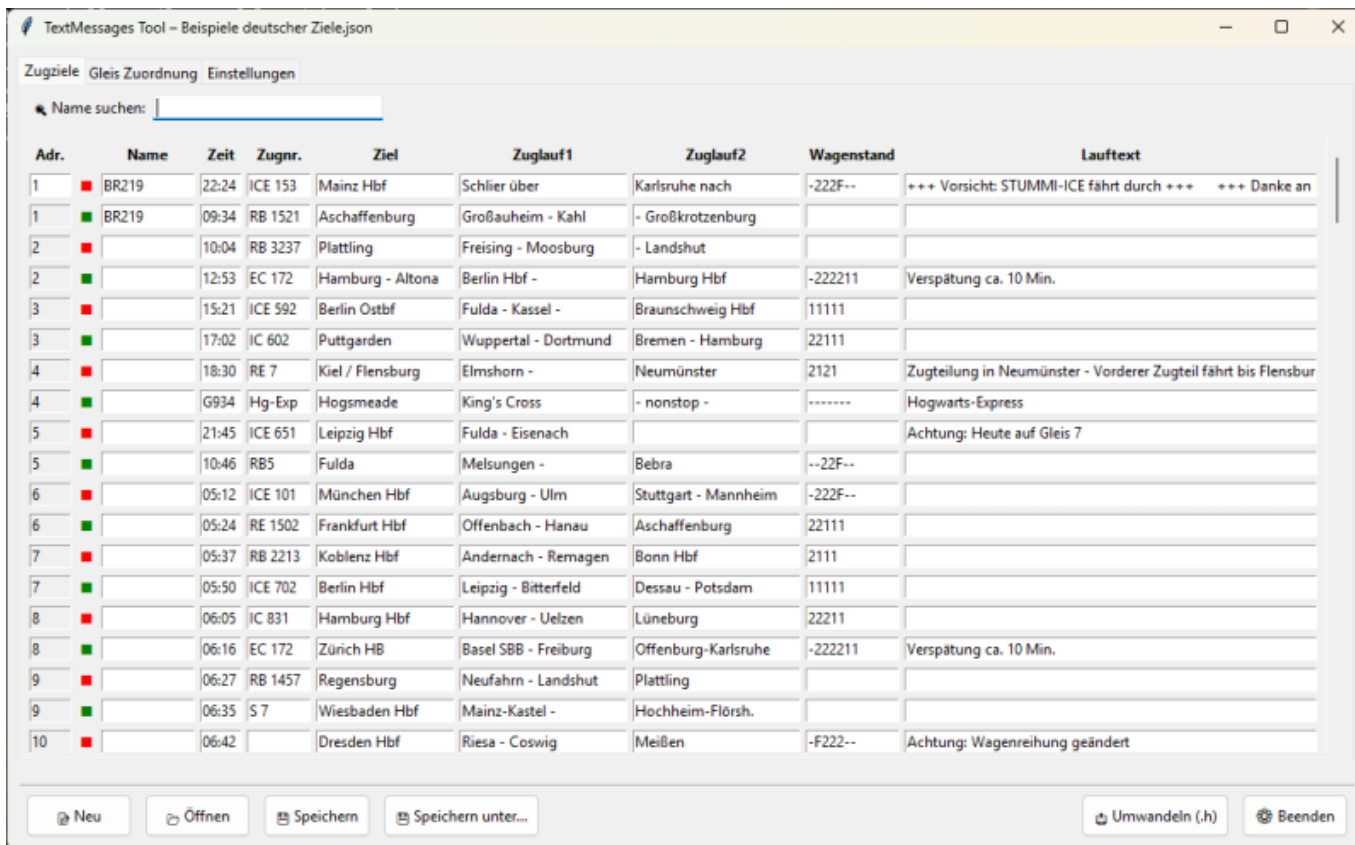 TextMessages Tool – Beispiele deutscher Ziele.json
Zugziele Gleis Zuordnung Einstellungen
Name suchen:
Adr. Name Zeit Zugnr. Ziel Zuglauf1 Zuglauf2 Wagenstand Lauftext
1 BR219 22:24 ICE 153 Mainz Hbf Schlier über Karlsruhe nach -222F-- +++ Vorsicht: STUMMI-ICE fährt durch +++ +++ Danke an
1 BR219 09:34 RB 1521 Aschaffenburg Großauheim - Kahl - Großkrotzenburg
2 10:04 RB 3237 Plattling Freising - Moosburg - Landshut
2 12:53 EC 172 Hamburg - Altona Berlin Hbf - Hamburg Hbf -222211 Verspätung ca. 10 Min.
3 15:21 ICE 592 Berlin Ostbf Fulda - Kassel - Braunschweig Hbf 11111
3 17:02 IC 602 Puttgarden Wuppertal - Dortmund Bremen - Hamburg 22111
4 18:30 RE 7 Kiel / Flensburg Elmshorn - Neumünster 2121 Zugteilung in Neumünster - Vorderer Zugteil fährt bis Flensbur
4 G934 Hg-Exp Hogsmeade King's Cross - nonstop - ------- Hogwarts-Express
5 21:45 ICE 651 Leipzig Hbf Fulda - Eisenach Achtung: Heute auf Gleis 7
5 10:46 RB5 Fulda Melsungen - Bebra --22F--
6 05:12 ICE 101 München Hbf Augsburg - Ulm Stuttgart - Mannheim -222F--
6 05:24 RE 1502 Frankfurt Hbf Offenbach - Hanau Aschaffenburg 22111
7 05:37 RB 2213 Koblenz Hbf Andernach - Remagen Bonn Hbf 2111
7 05:50 ICE 702 Berlin Hbf Leipzig - Bitterfeld Dessau - Potsdam 11111
8 06:05 IC 831 Hamburg Hbf Hannover - Uelzen Lüneburg 22211
8 06:16 EC 172 Zürich HB Basel SBB - Freiburg Offenburg-Karlsruhe -222211 Verspätung ca. 10 Min.
9 06:27 RB 1457 Regensburg Neufahrn - Landshut Plattling
9 06:35 S 7 Wiesbaden Hbf Mainz-Kastel - Hochheim-Flörsh.
10 06:42 Dresden Hbf Riesa - Coswig Meißen -F222-- Achtung: Wagenreihung geändert
Neu Öffnen Speichern Speichern unter... Umwandeln (.h) Beenden